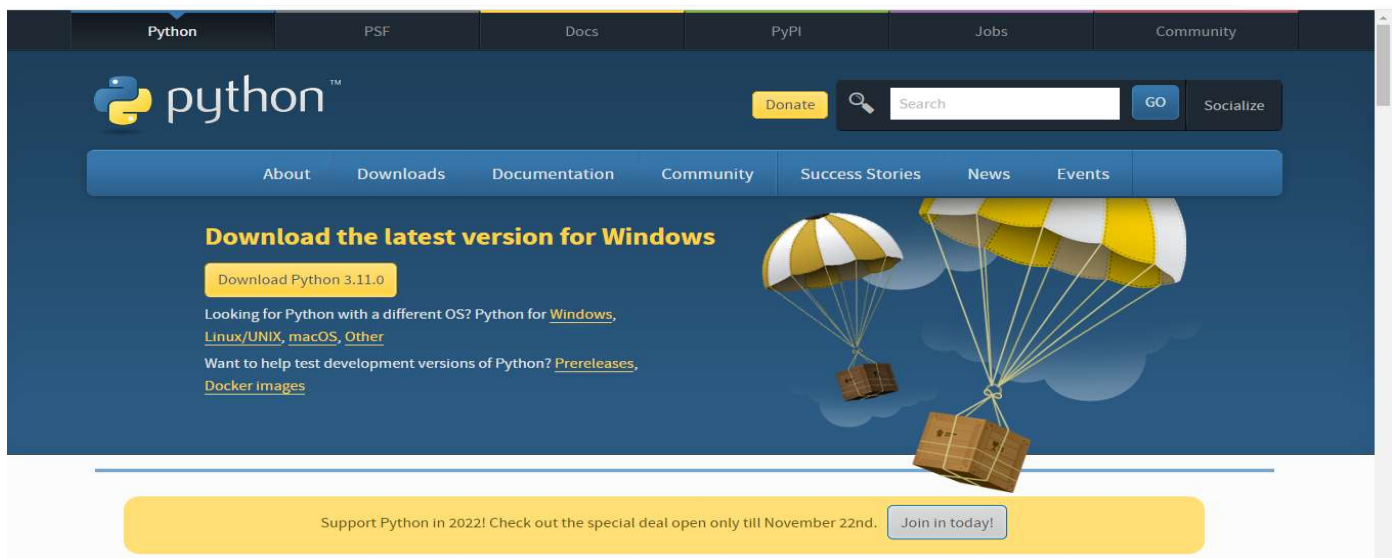 Python PSF Docs PyPI Jobs Community
python™
Donate Search GO Socialize
About Downloads Documentation Community Success Stories News Events
Download the latest version for Windows
Download Python 3.11.0
Looking for Python with a different OS? Python for Windows,
Linux/UNIX, macOS, Other
Want to help test development versions of Python? Prereleases,
Docker images
Support Python in 2022! Check out the special deal open only till November 22nd. Join in today!